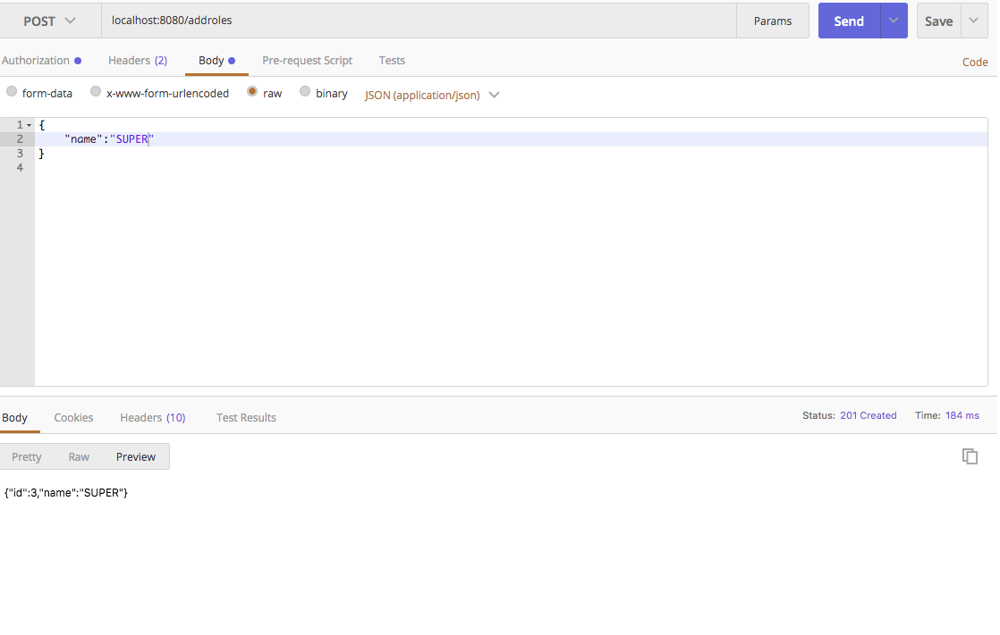 POST localhost:8080/addroles Params Send Save
Authorization Headers (2) Body Pre-request Script Tests Code
form-data x-www-form-urlencoded raw binary JSON (application/json)
1 {
2 "name":"SUPER"
3 }
4
Body Cookies Headers (10) Test Results Status: 201 Created Time: 184 ms
Pretty Raw Preview
{"id":3,"name":"SUPER"}